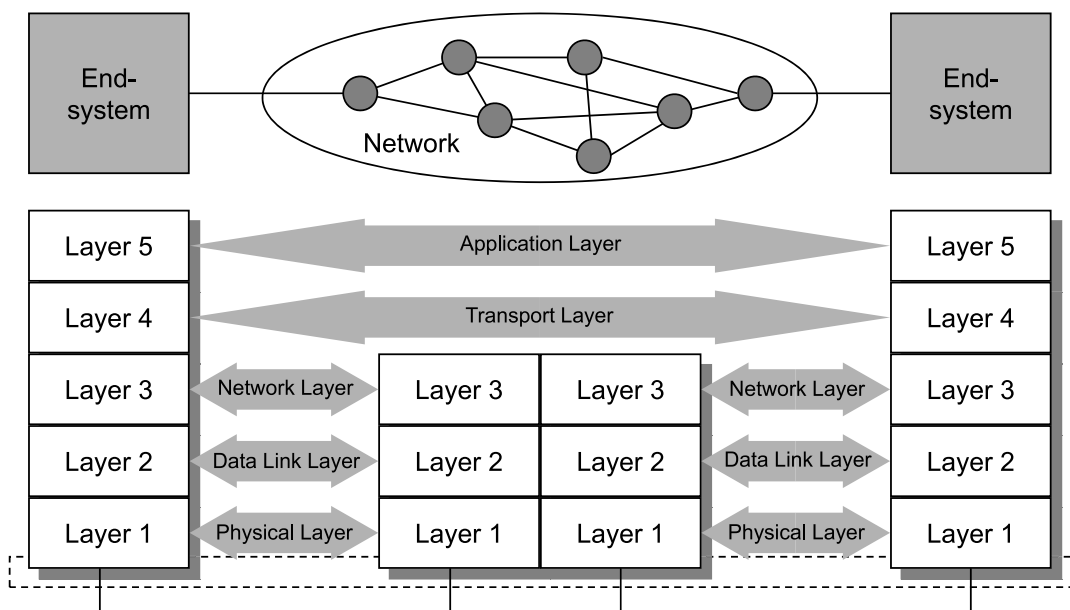 End-
system
Network
End-
system
Layer 5
Application Layer
Layer 5
Layer 4
Transport Layer
Layer 4
Layer 3
Network Layer
Layer 3
Layer 3
Network Layer
Layer 3
Layer 2
Data Link Layer
Layer 2
Layer 2
Data Link Layer
Layer 2
Layer 1
Physical Layer
Layer 1
Layer 1
Physical Layer
Layer 1